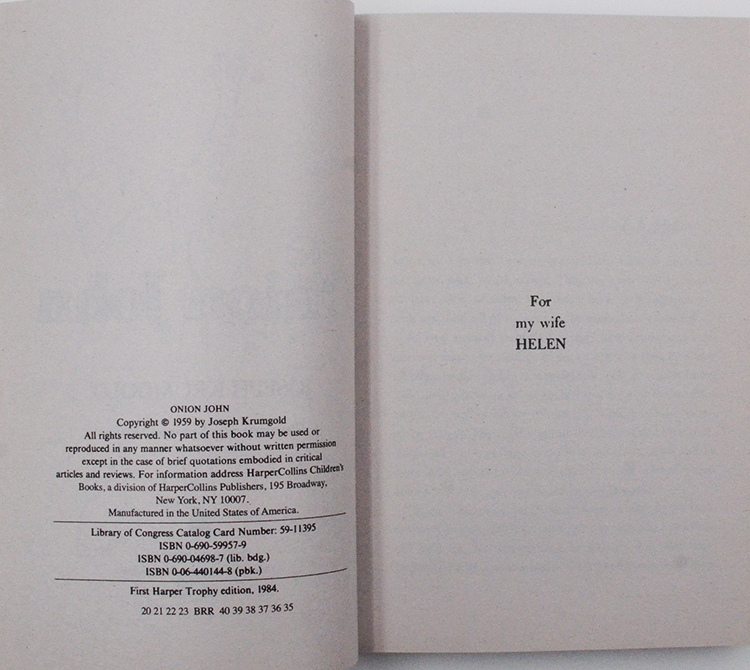 ONION JOHN
Copyright © 1959 by Joseph Krumgold
All rights reserved. No part of this book may be used or
reproduced in any manner whatsoever without written permission
except in the case of brief quotations embodied in critical
articles and reviews. For information address HarperCollins Children's
Books, a division of HarperCollins Publishers, 195 Broadway,
New York, NY 10007.
Manufactured in the United States of America.
Library of Congress Catalog Card Number: 59-11395
ISBN 0-690-59957-9
ISBN 0-690-04698-7 (lib. bdg.)
ISBN 0-06-440144-8 (pbk.)
First Harper Trophy edition, 1984.
20 21 22 23 BRR 40 39 38 37 36 35
For
my wife
HELEN